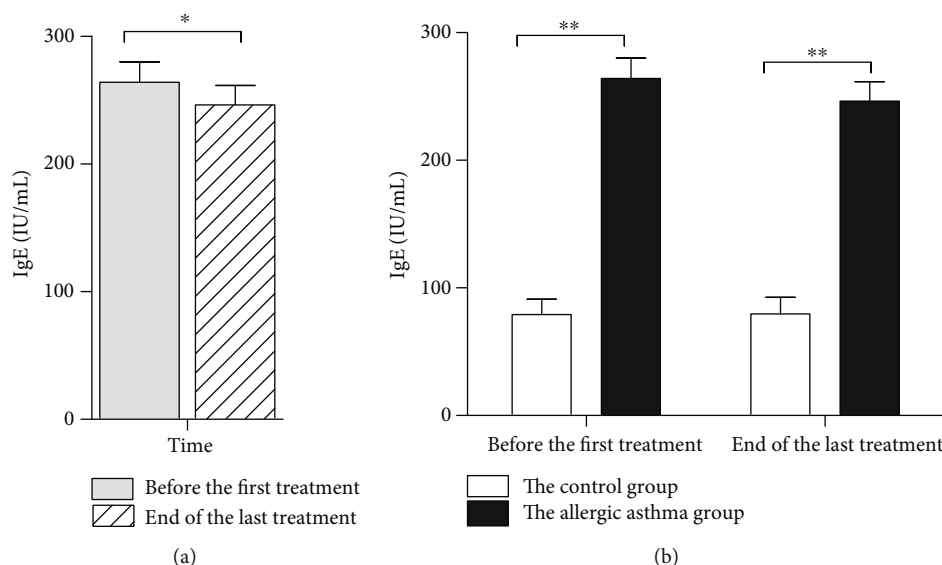 *
300
200
100
0
IgE (IU/mL)
Time
Before the first treatment
End of the last treatment
(a)
**
**
300
200
100
0
IgE (IU/mL)
Before the first treatment
End of the last treatment
The control group
The allergic asthma group
(b)